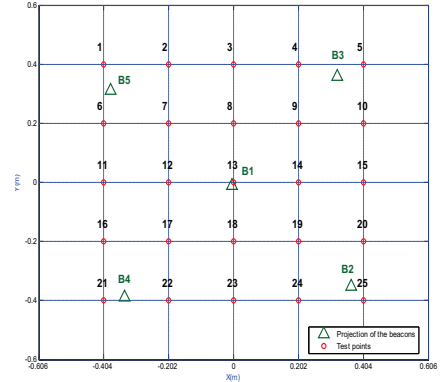 0.6
1 2 3 4 5
B3
B5
0.4
6 7 8 9 10
0.2
11 12 13 14 15
B1
0
Y (m)
16 17 18 19 20
-0.2
B2
21 22 23 24 25
B4
-0.4
Projection of the beacons
Test points
-0.6
-0.606 -0.404 -0.202 0 0.202 0.404 0.606
X(m)